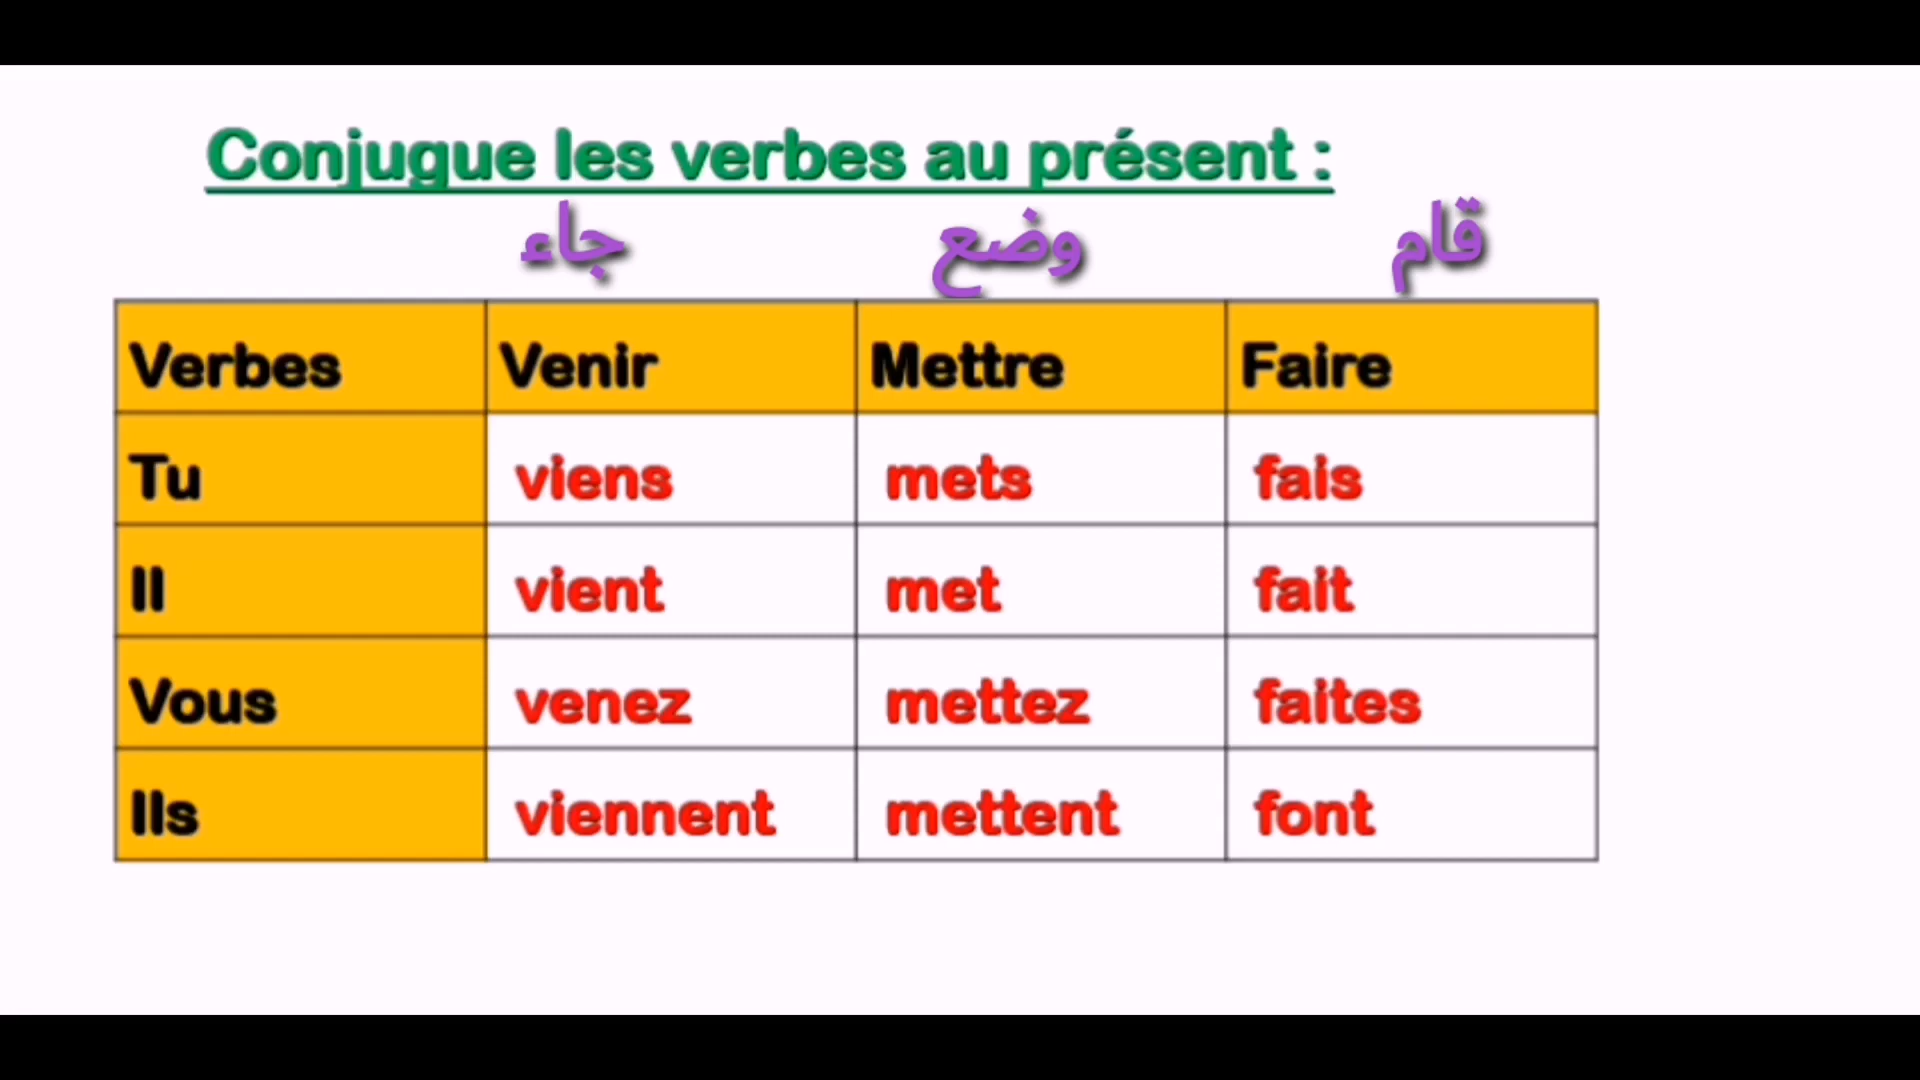 Conjugue les verbes au présent :
جاء وضع قام
Verbes Venir Mettre Faire
Tu viens mets fais
Il vient met fait
Vous venez mettez faites
Ils viennent mettent font